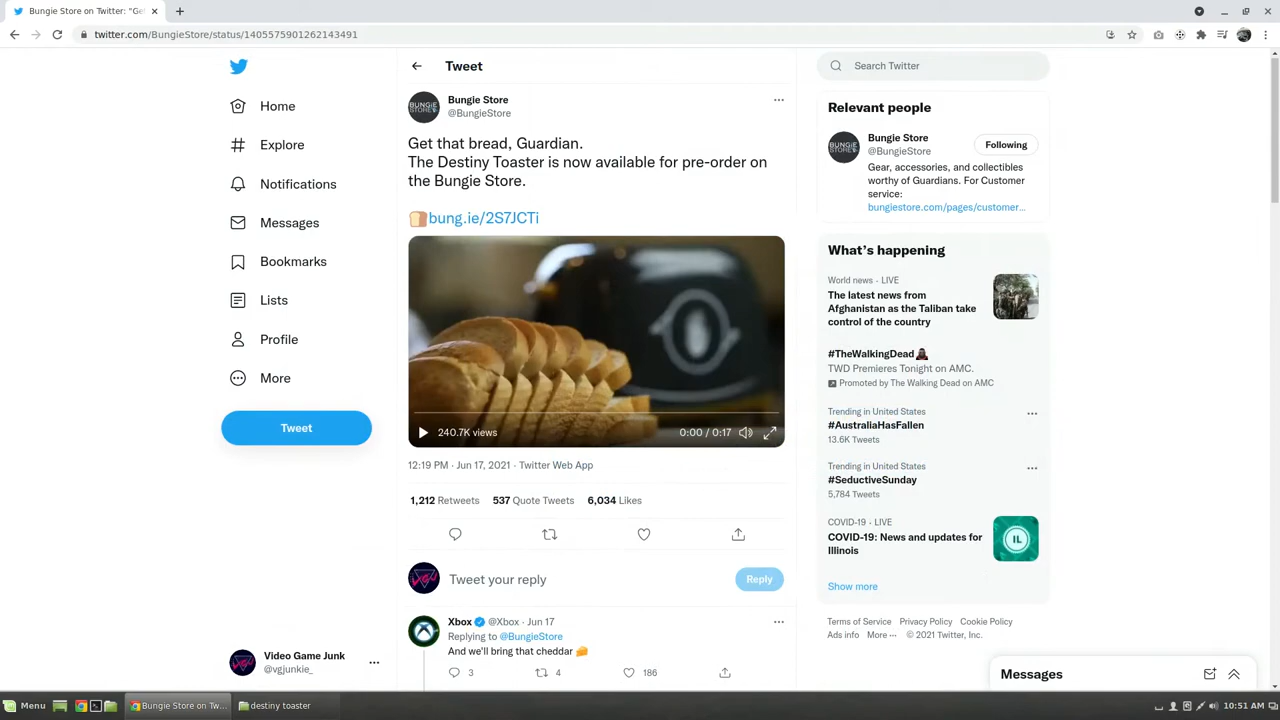 Bungie Store on Twitter: "Ge
twitter.com/BungieStore/status/1405575901262143491
Home
Explore
Notifications
Messages
Bookmarks
Lists
Profile
More
Tweet
Video Game Junk
@vgjunkie_
Tweet
Bungie Store
@BungieStore
Get that bread, Guardian.
The Destiny Toaster is now available for pre-order on
the Bungie Store.
🍞bung.ie/2S7JCTi
240.7K views
0:00 / 0:17
12:19 PM · Jun 17, 2021 · Twitter Web App
1,212 Retweets 537 Quote Tweets 6,034 Likes
Tweet your reply
Reply
Xbox @Xbox · Jun 17
Replying to @BungieStore
And we'll bring that cheddar 🧀
3 4 186
Search Twitter
Relevant people
Bungie Store
@BungieStore
Following
Gear, accessories, and collectibles
worthy of Guardians. For Customer
service:
bungiestore.com/pages/customer…
What's happening
World news · LIVE
The latest news from
Afghanistan as the Taliban take
control of the country
#TheWalkingDead
TWD Premieres Tonight on AMC.
Promoted by The Walking Dead on AMC
Trending in United States
#AustraliaHasFallen
13.6K Tweets
Trending in United States
#SeductiveSunday
5,784 Tweets
COVID-19 · LIVE
COVID-19: News and updates for
Illinois
IL
Show more
Terms of Service Privacy Policy Cookie Policy
Ads info More ··· © 2021 Twitter, Inc.
Messages
Menu
Bungie Store on Tw...
destiny toaster
10:51 AM